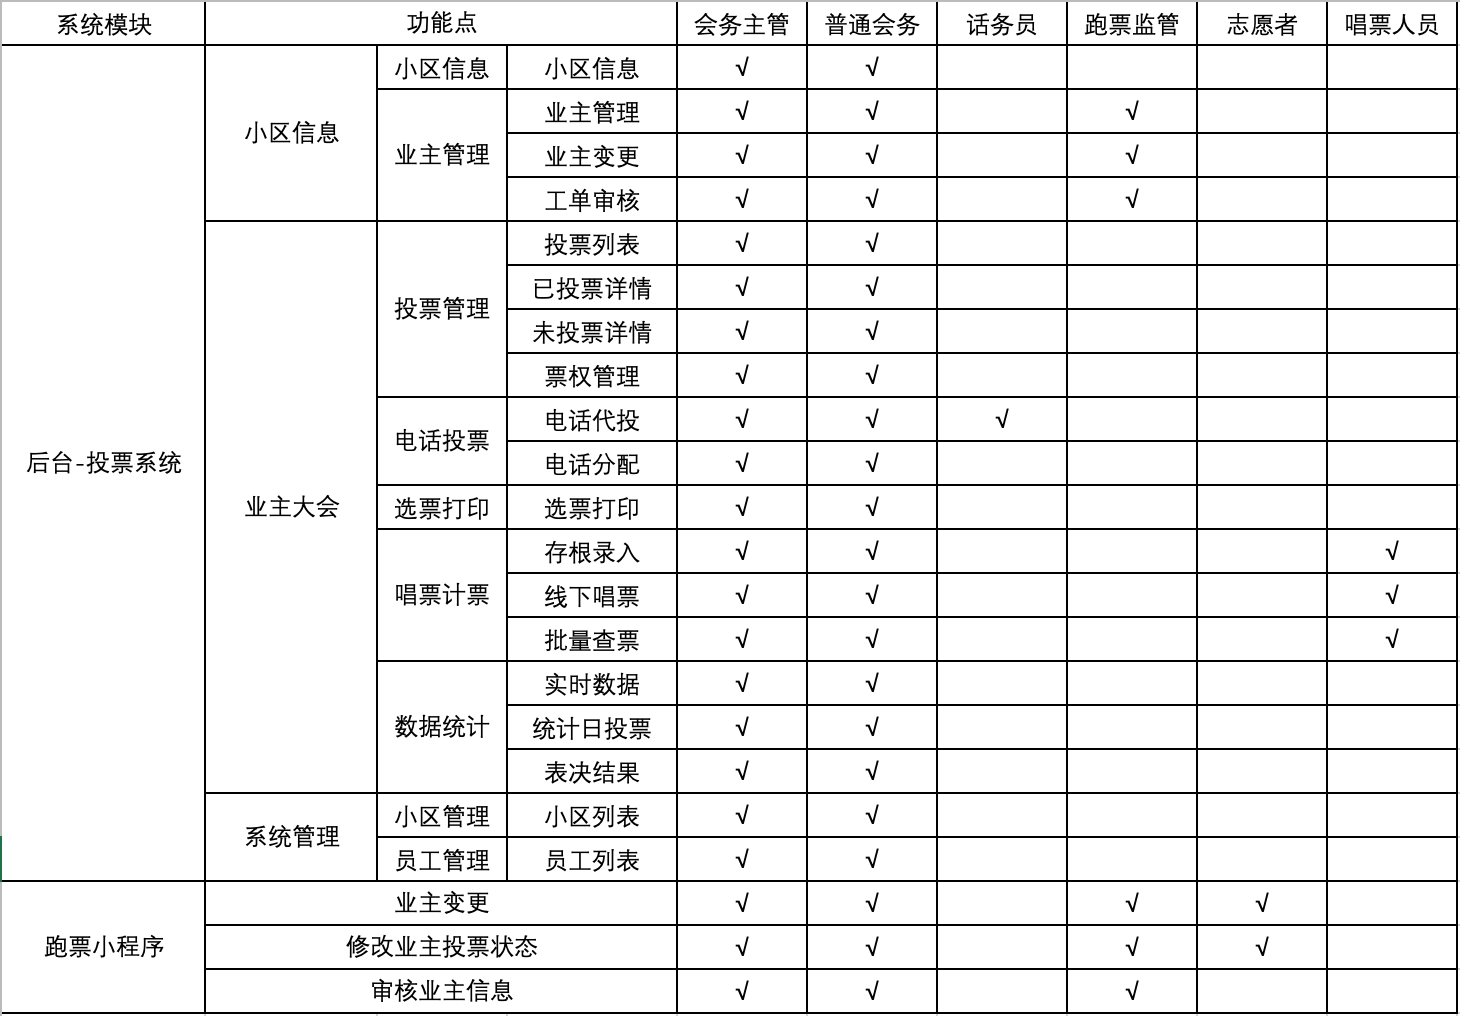 系统模块 功能点 会务主管 普通会务 话务员 跑票监管 志愿者 唱票人员
后台-投票系统 小区信息 小区信息 小区信息 √ √
业主管理 业主管理 √ √ √
业主变更 √ √ √
工单审核 √ √ √
业主大会 投票管理 投票列表 √ √
已投票详情 √ √
未投票详情 √ √
票权管理 √ √
电话投票 电话代投 √ √ √
电话分配 √ √
选票打印 选票打印 √ √
唱票计票 存根录入 √ √ √
线下唱票 √ √ √
批量查票 √ √ √
数据统计 实时数据 √ √
统计日投票 √ √
表决结果 √ √
系统管理 小区管理 小区列表 √ √
员工管理 员工列表 √ √
跑票小程序 业主变更 √ √ √ √
修改业主投票状态 √ √ √ √
审核业主信息 √ √ √